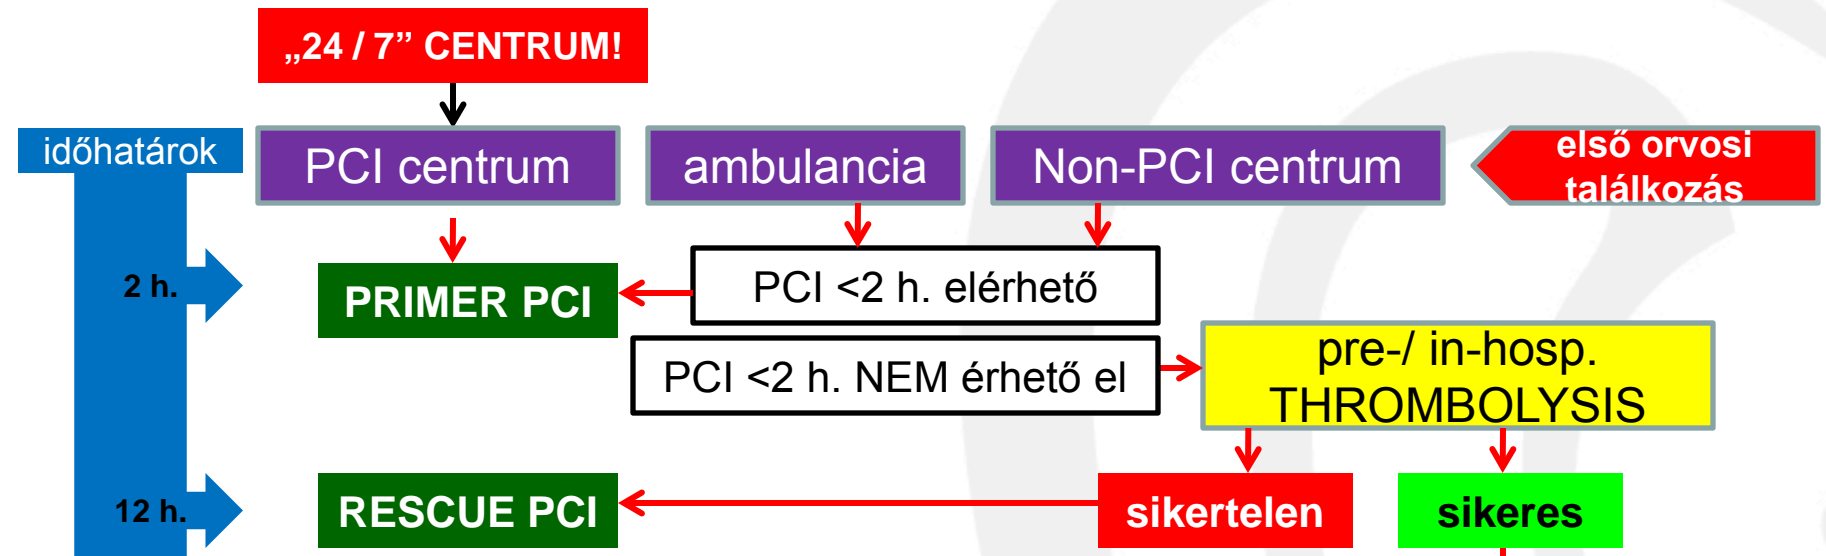 „24 / 7” CENTRUM!
időhatárok
PCI centrum
ambulancia
Non-PCI centrum
első orvosi
találkozás
2 h.
PRIMER PCI
PCI <2 h. elérhető
PCI <2 h. NEM érhető el
pre-/ in-hosp.
THROMBOLYSIS
12 h.
RESCUE PCI
sikertelen
sikeres